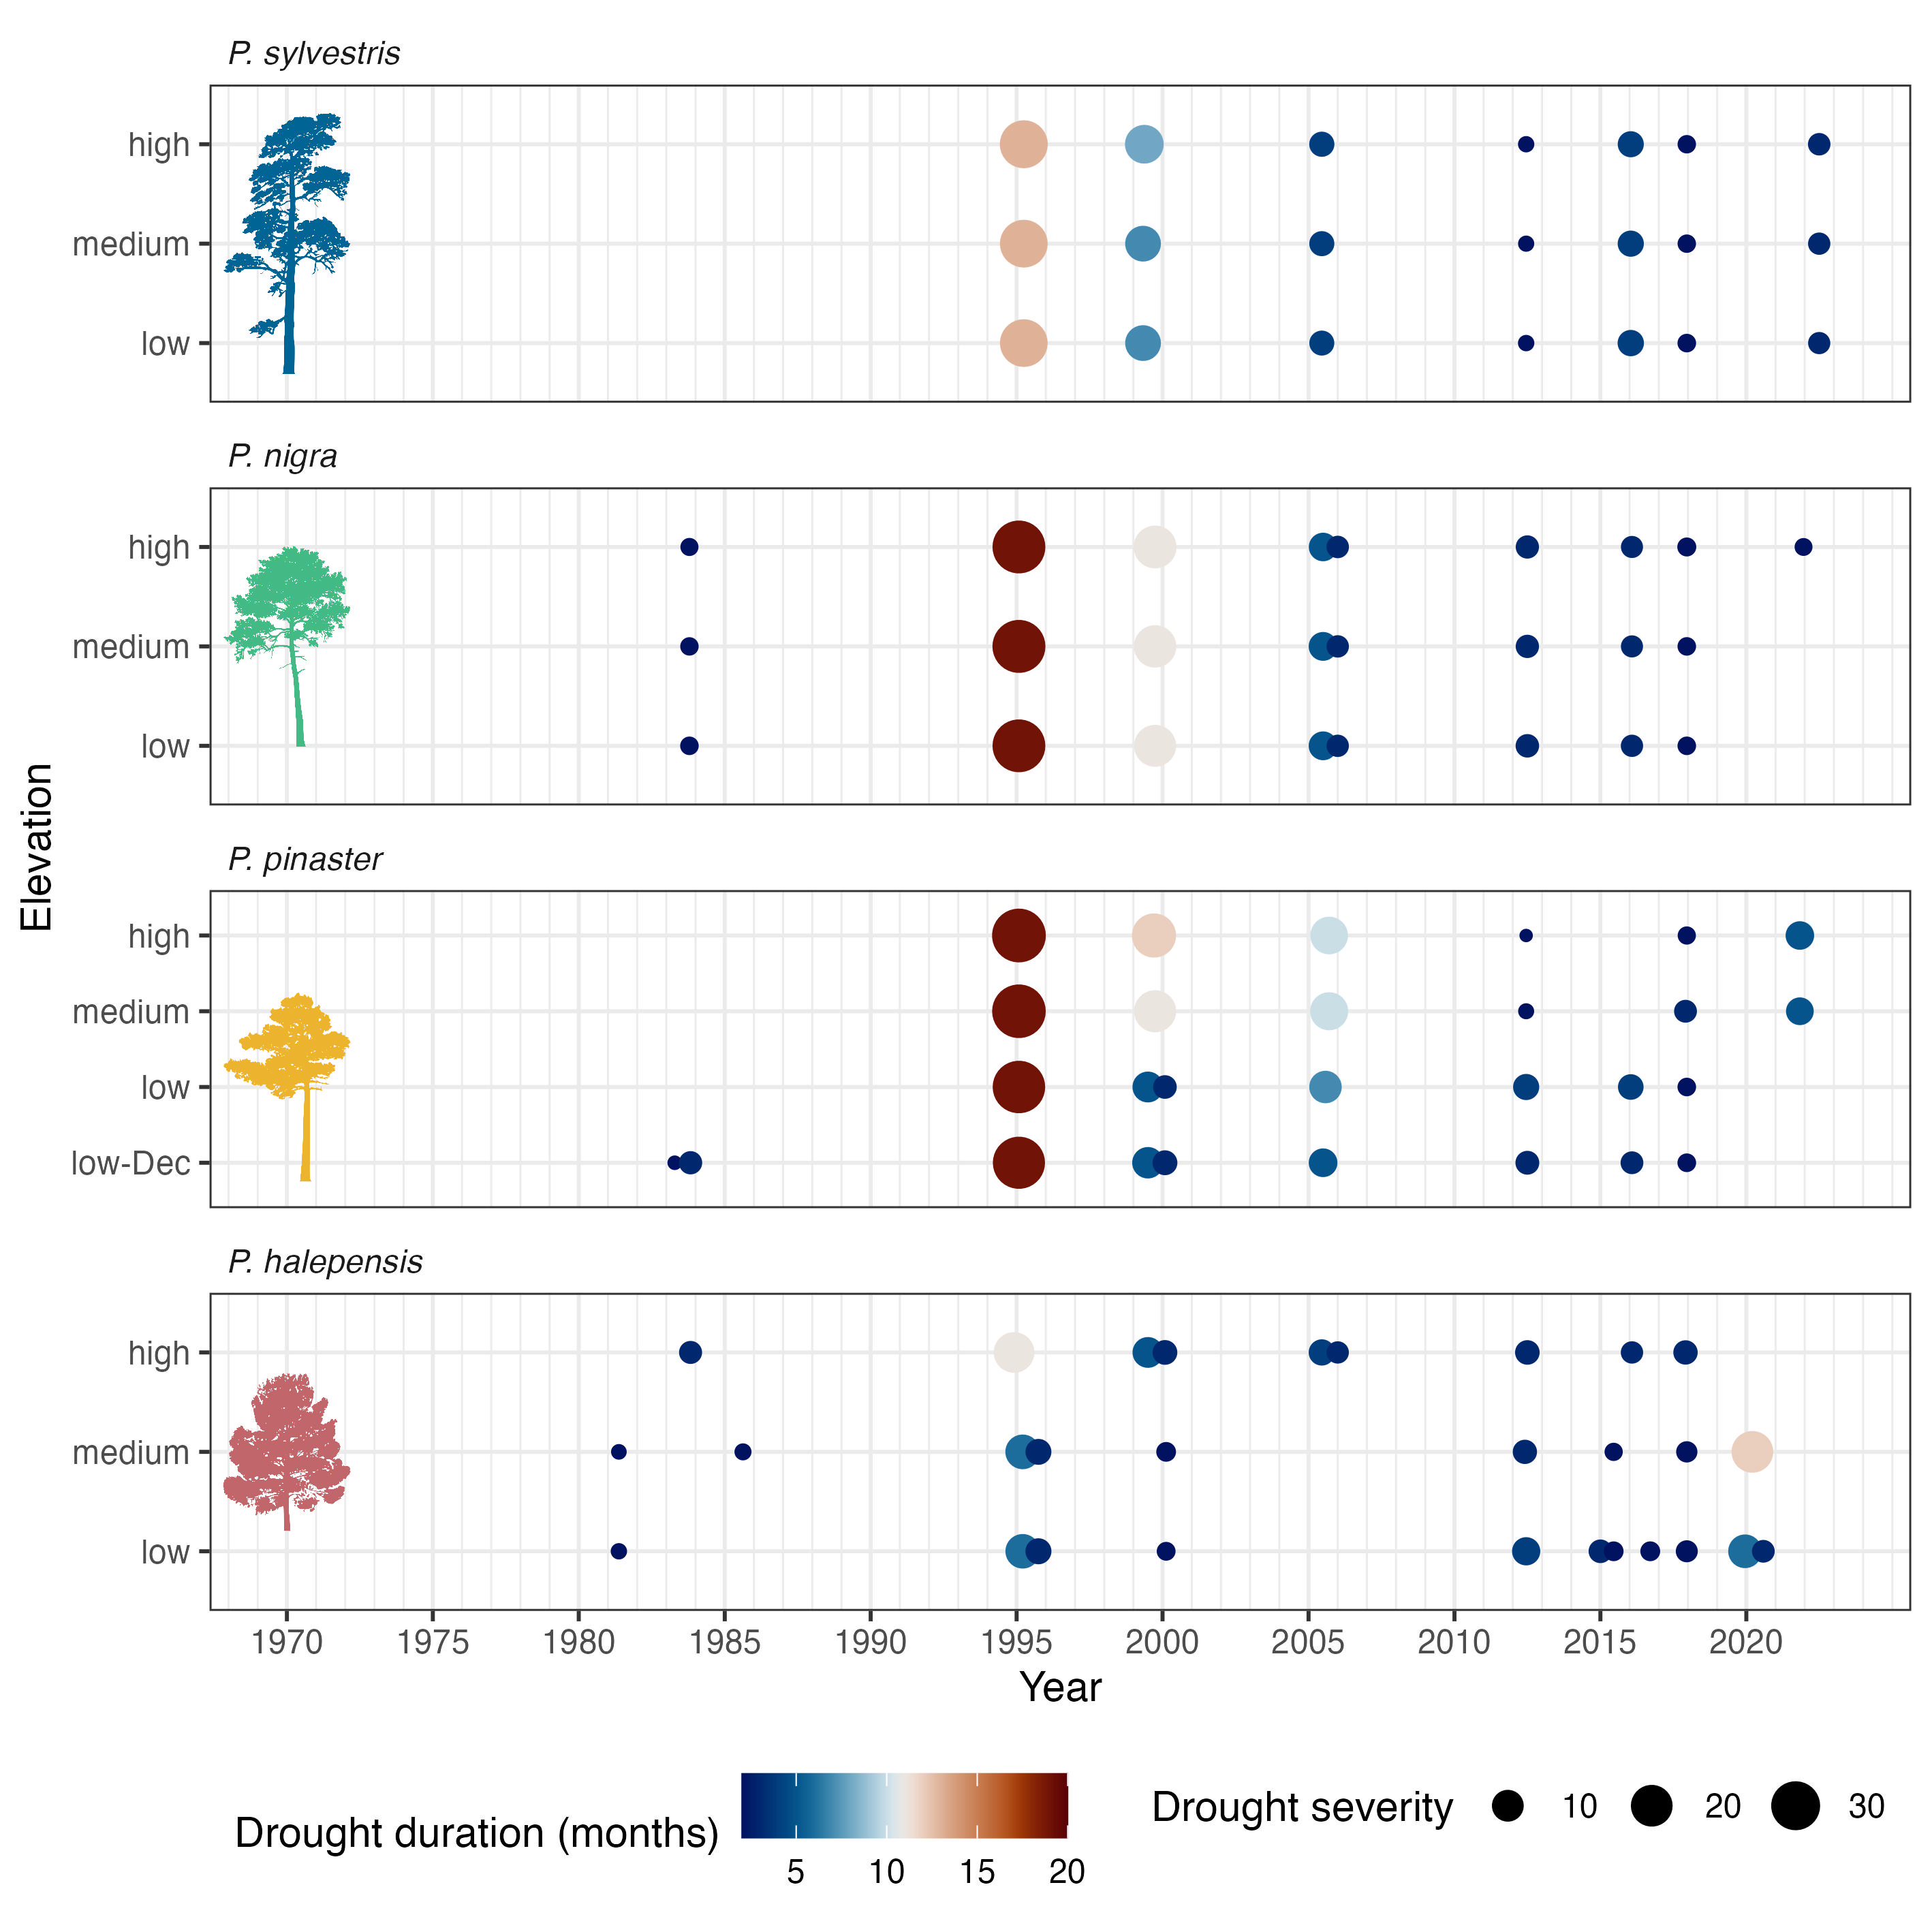 P. sylvestris
high
medium
low
P. nigra
high
medium
low
Elevation
P. pinaster
high
medium
low
low-Dec
P. halepensis
high
medium
low
1970 1975 1980 1985 1990 1995 2000 2005 2010 2015 2020
Year
Drought duration (months)
5 10 15 20
Drought severity 10 20 30